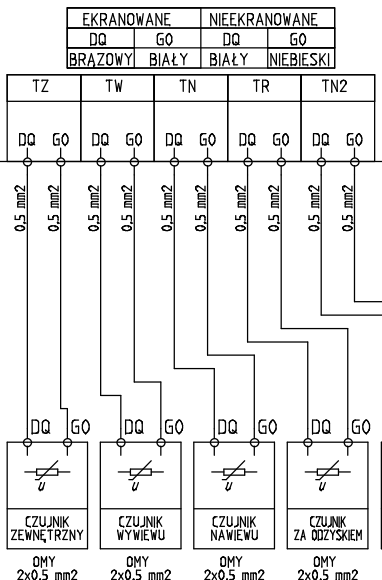 EKRANOWANE NIEEKRANOWANE
DQ GO DQ GO
BRĄZOWY BIAŁY BIAŁY NIEBIESKI
TZ TW TN TR TN2
DQ GO DQ GO DQ GO DQ GO DQ GO
0,5 mm2 0,5 mm2 0,5 mm2 0,5 mm2 0,5 mm2 0,5 mm2 0,5 mm2 0,5 mm2 0,5 mm2 0,5 mm2
DQ GO DQ GO DQ GO DQ GO
u u u u
CZUJNIK CZUJNIK CZUJNIK CZUJNIK
ZEWNĘTRZNY WYWIEWU NAWIEWU ZA ODZYSKIEM
OMY OMY OMY OMY
2x0,5 mm2 2x0,5 mm2 2x0,5 mm2 2x0,5 mm2